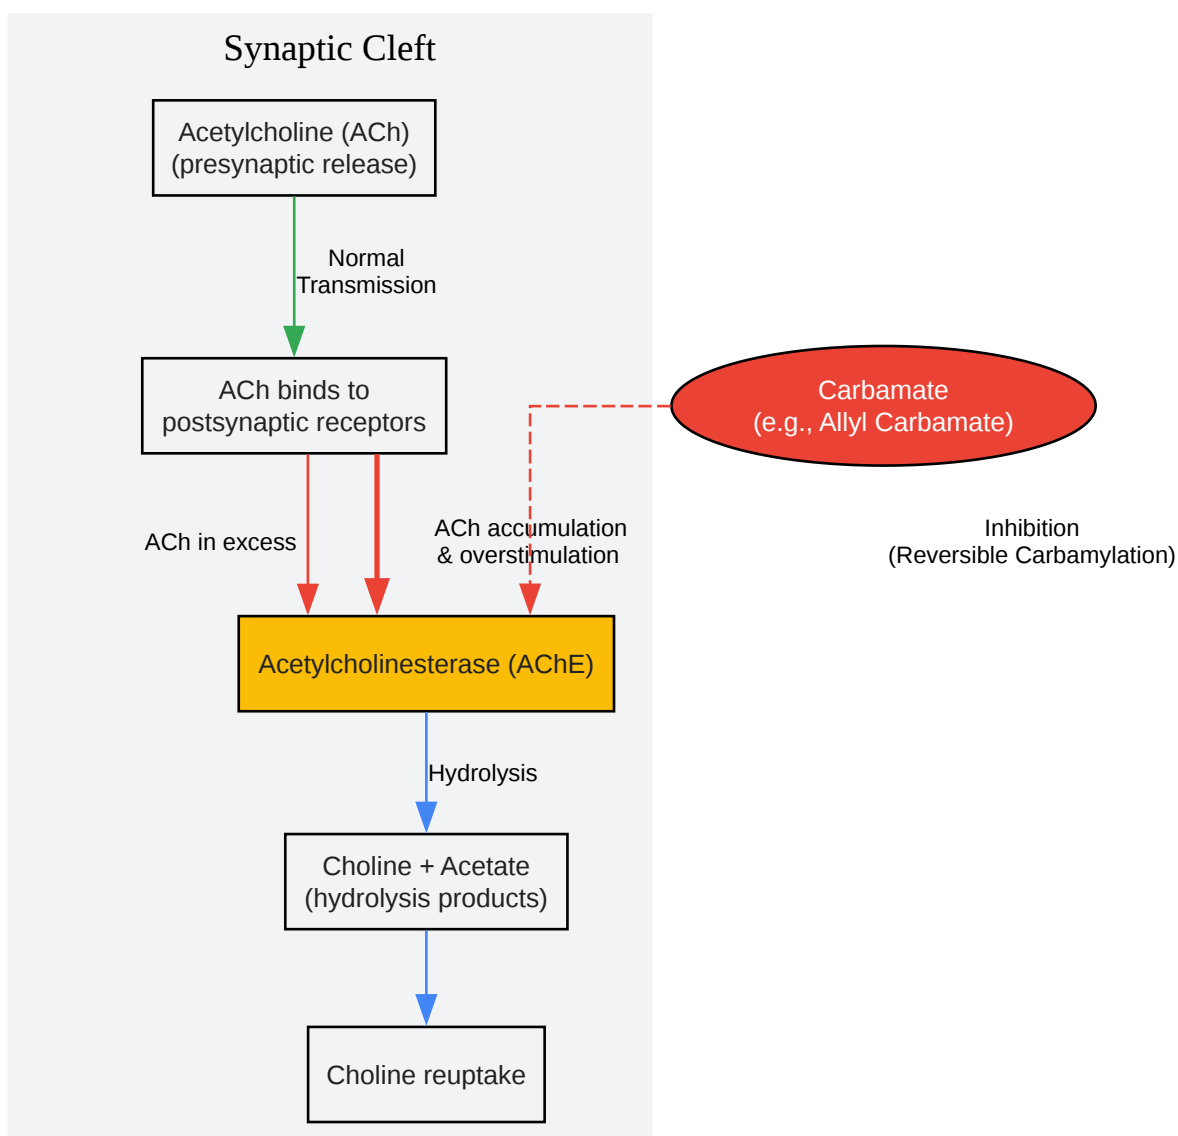 Synaptic Cleft
Acetylcholine (ACh)
(presynaptic release)
Normal
Transmission
ACh binds to
postsynaptic receptors
Carbamate
(e.g., Allyl Carbamate)
ACh in excess
ACh accumulation
& overstimulation
Inhibition
(Reversible Carbamylation)
Acetylcholinesterase (AChE)
Hydrolysis
Choline + Acetate
(hydrolysis products)
Choline reuptake